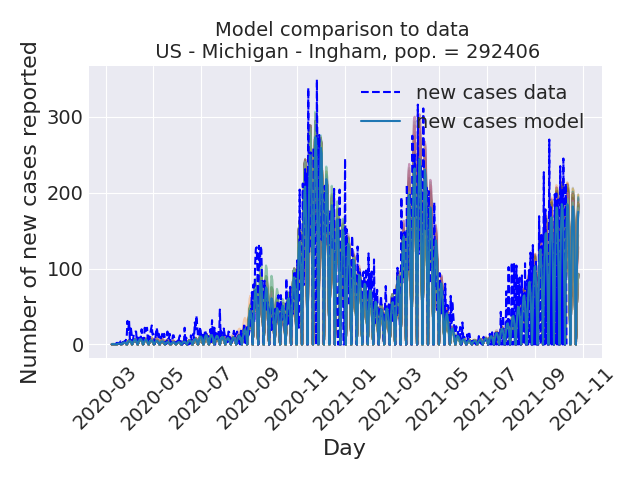 Model comparison to data
US - Michigan - Ingham, pop. = 292406
Number of new cases reported
300
200
100
0
new cases data
new cases model
2020-03
2020-05
2020-07
2020-09
2020-11
2021-01
2021-03
2021-05
2021-07
2021-09
2021-11
Day